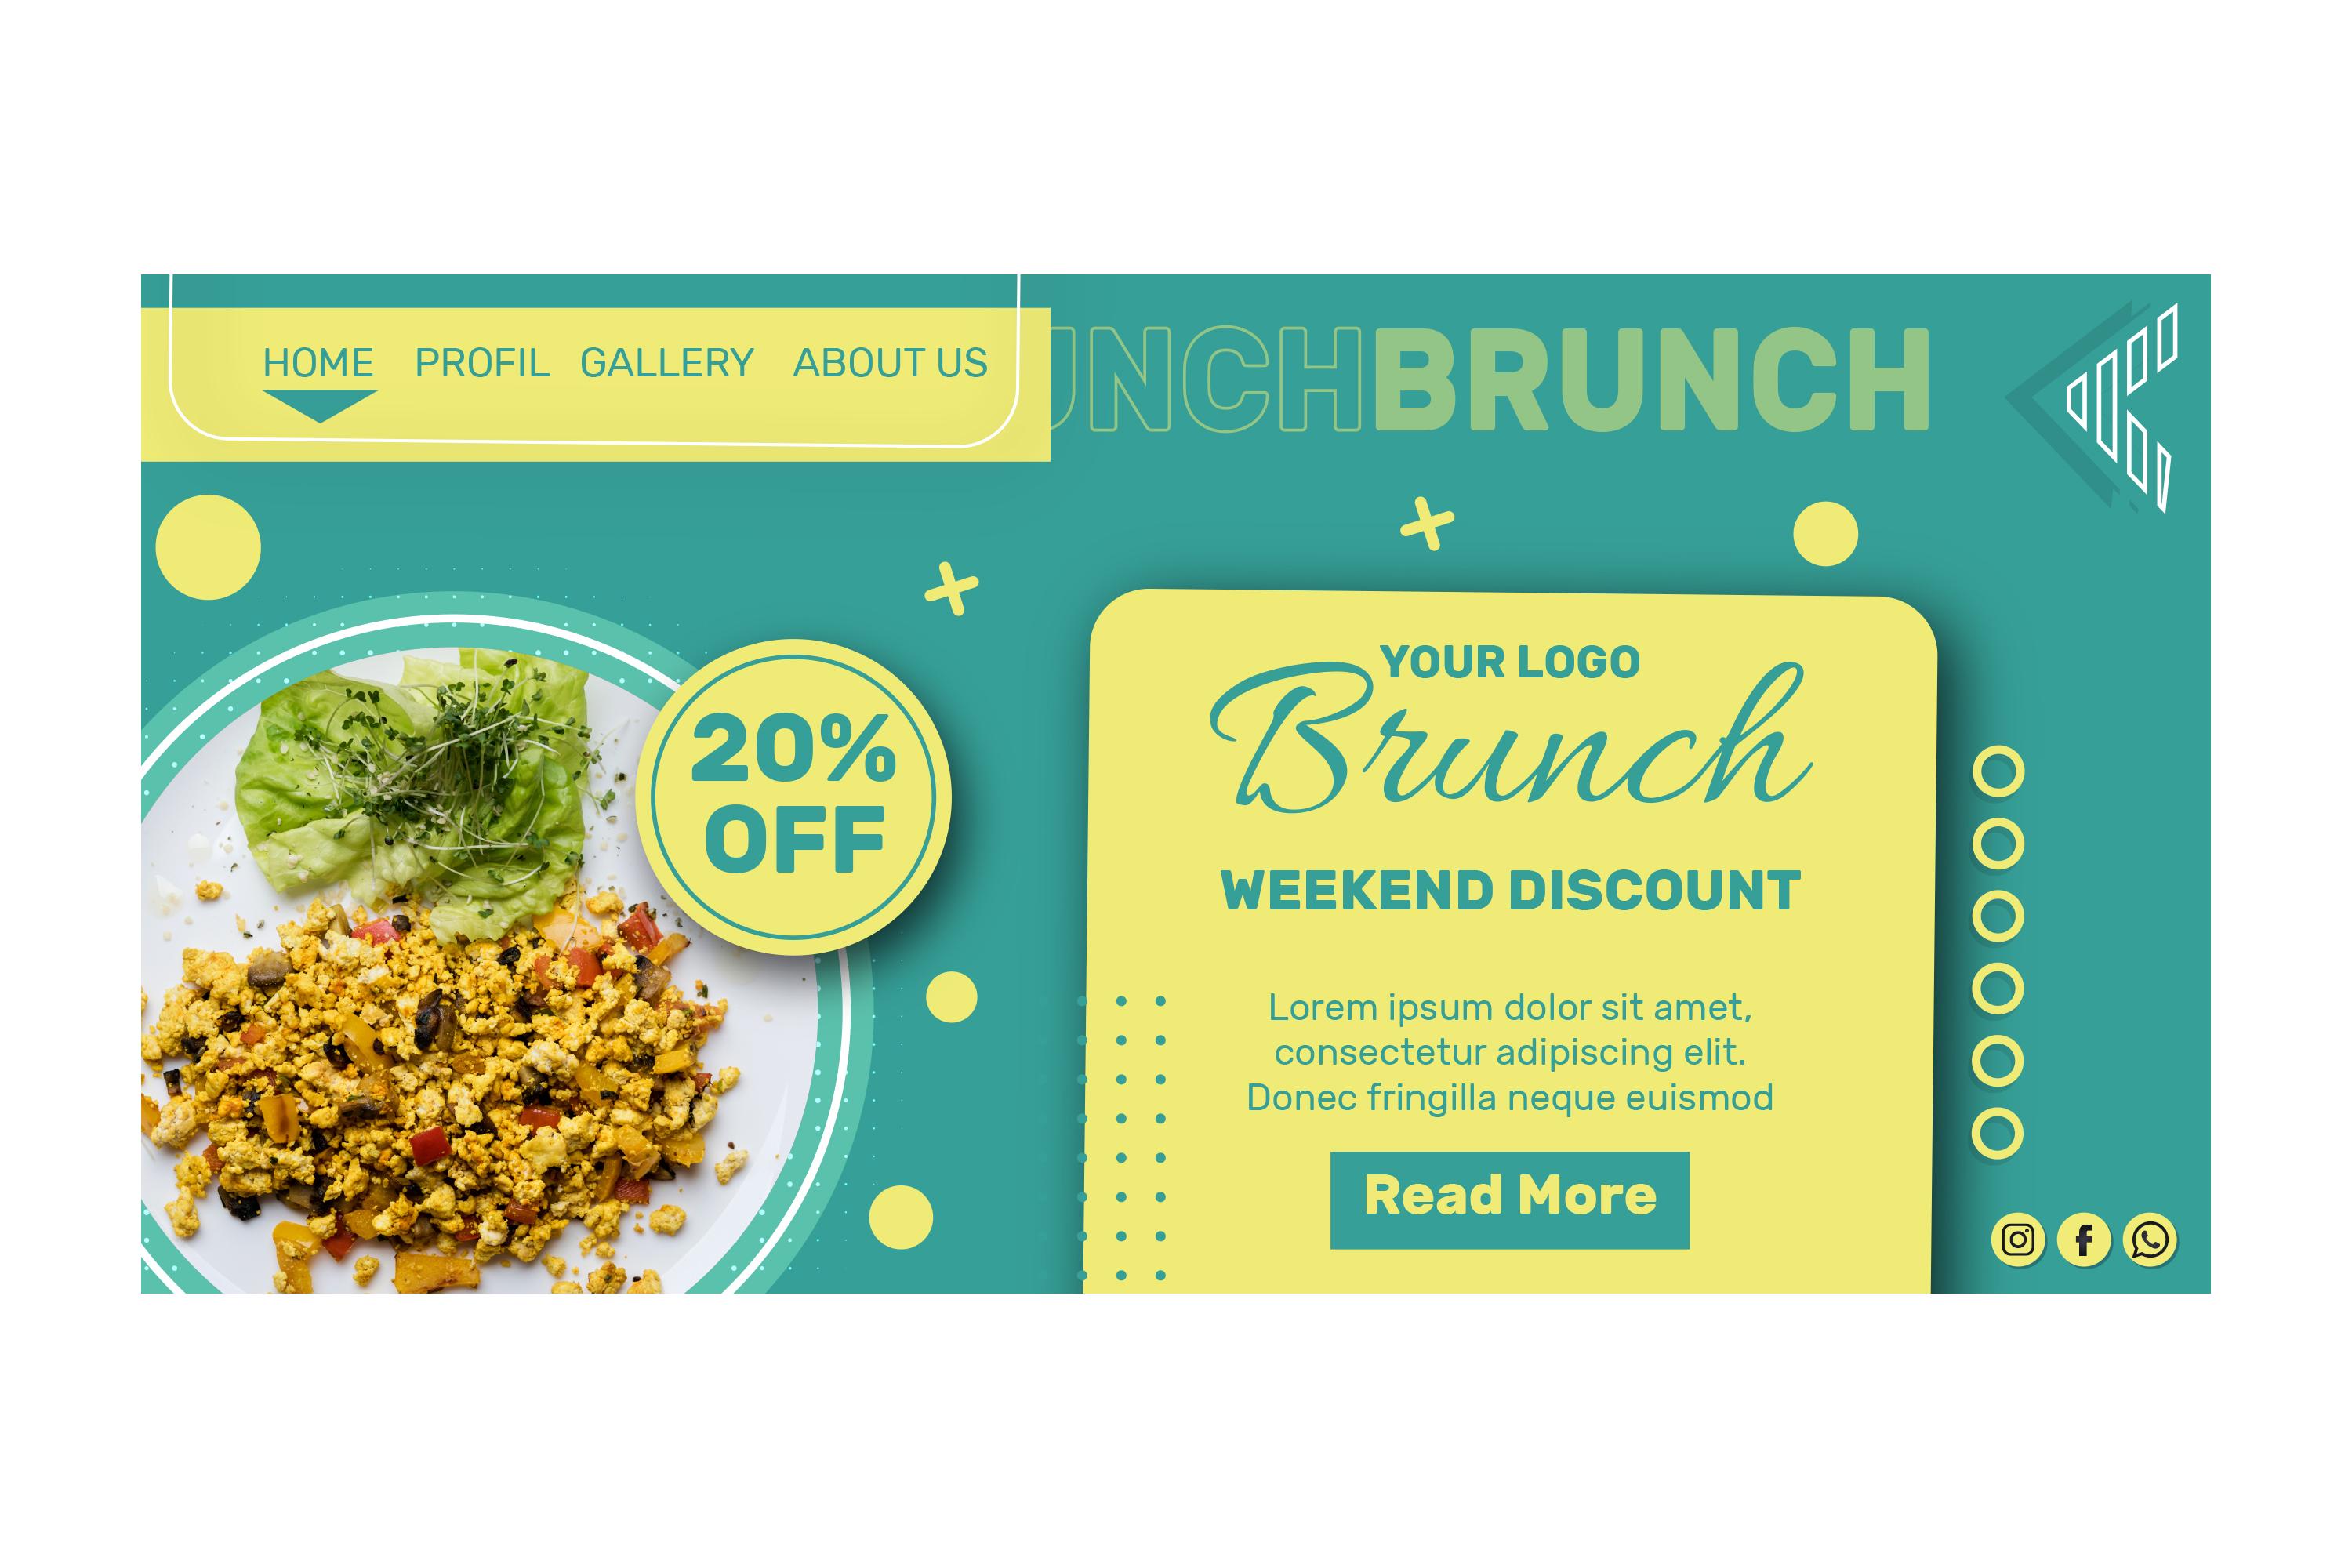 HOME PROFIL GALLERY ABOUT US
UNCHBRUNCH
20%
OFF
YOUR LOGO
Brunch
WEEKEND DISCOUNT
Lorem ipsum dolor sit amet,
consectetur adipiscing elit.
Donec fringilla neque euismod
Read More